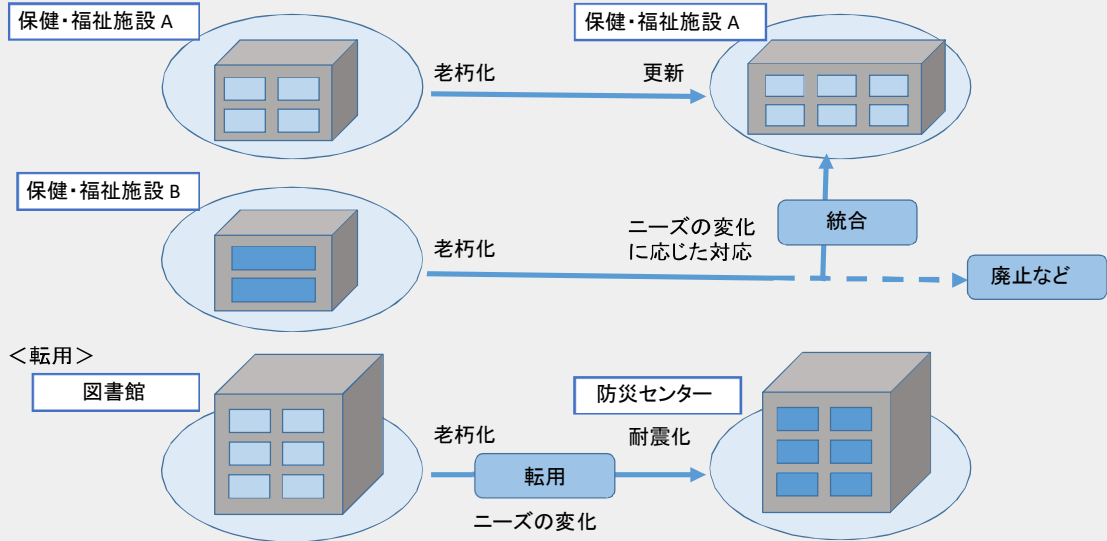 保健・福祉施設 A
保健・福祉施設 A
老朽化
更新
保健・福祉施設 B
老朽化
ニーズの変化
に応じた対応
統合
廃止など
＜転用＞
図書館
防災センター
老朽化
耐震化
転用
ニーズの変化